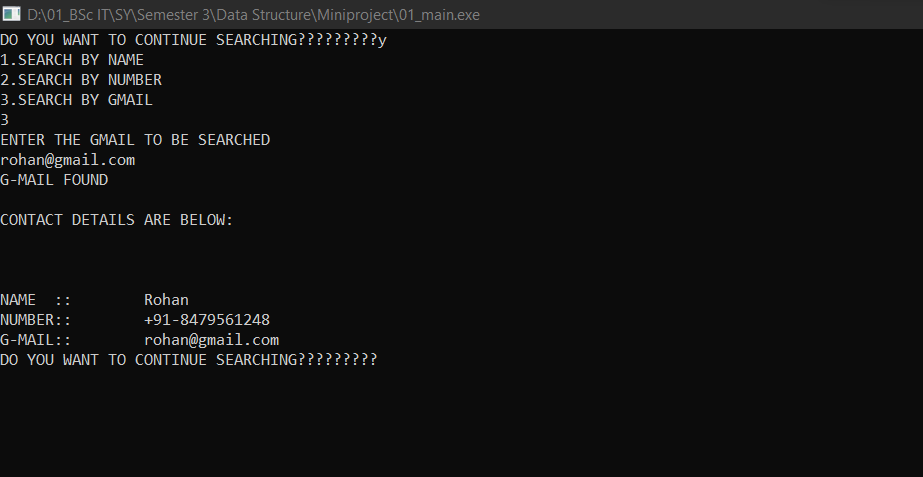 D:\01_BSc IT\SY\Semester 3\Data Structure\Miniproject\01_main.exe
DO YOU WANT TO CONTINUE SEARCHING?????????y
1.SEARCH BY NAME
2.SEARCH BY NUMBER
3.SEARCH BY GMAIL
3
ENTER THE GMAIL TO BE SEARCHED
rohan@gmail.com
G-MAIL FOUND
CONTACT DETAILS ARE BELOW:
NAME  ::        Rohan
NUMBER::        +91-8479561248
G-MAIL::        rohan@gmail.com
DO YOU WANT TO CONTINUE SEARCHING?????????